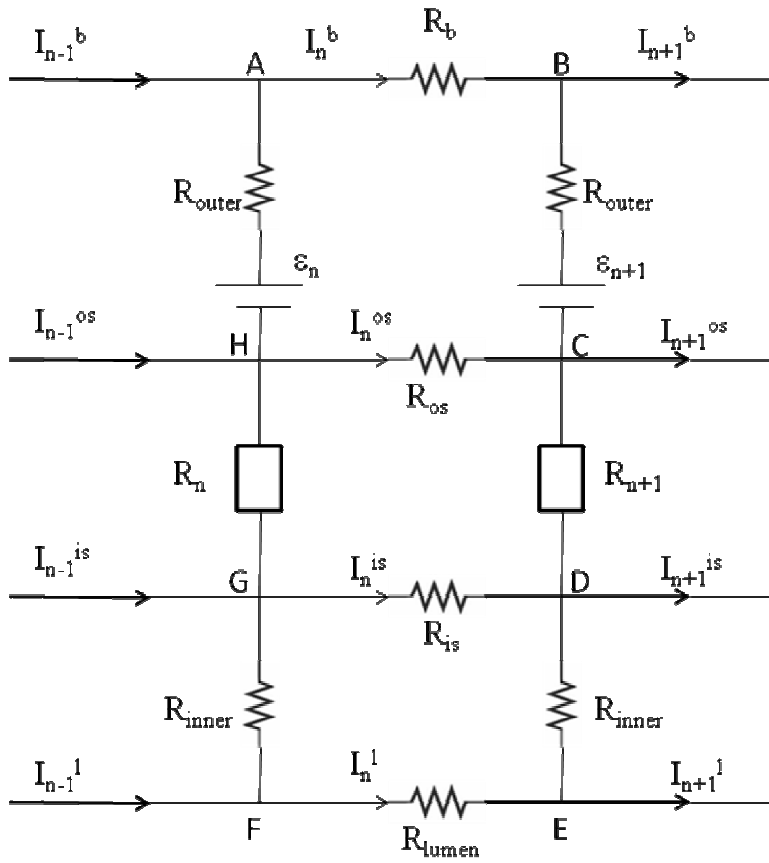 I_{n-1}^b A I_n^b R_b B I_{n+1}^b
R_outer R_outer
ε_n ε_{n+1}
I_{n-1}^os H I_n^os C I_{n+1}^os
R_os
R_n R_{n+1}
I_{n-1}^is G I_n^is D I_{n+1}^is
R_is
R_inner R_inner
I_{n-1}^l I_n^l I_{n+1}^l
F R_lumen E